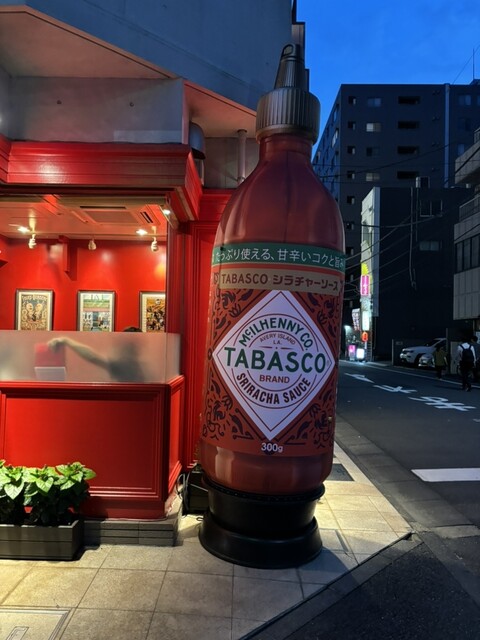 たっぷり使える、甘辛いコクと旨み
TABASCO シラチャーソース
McILHENNY CO.
AVERY ISLAND
LA.
TABASCO
BRAND
SRIRACHA SAUCE
300g